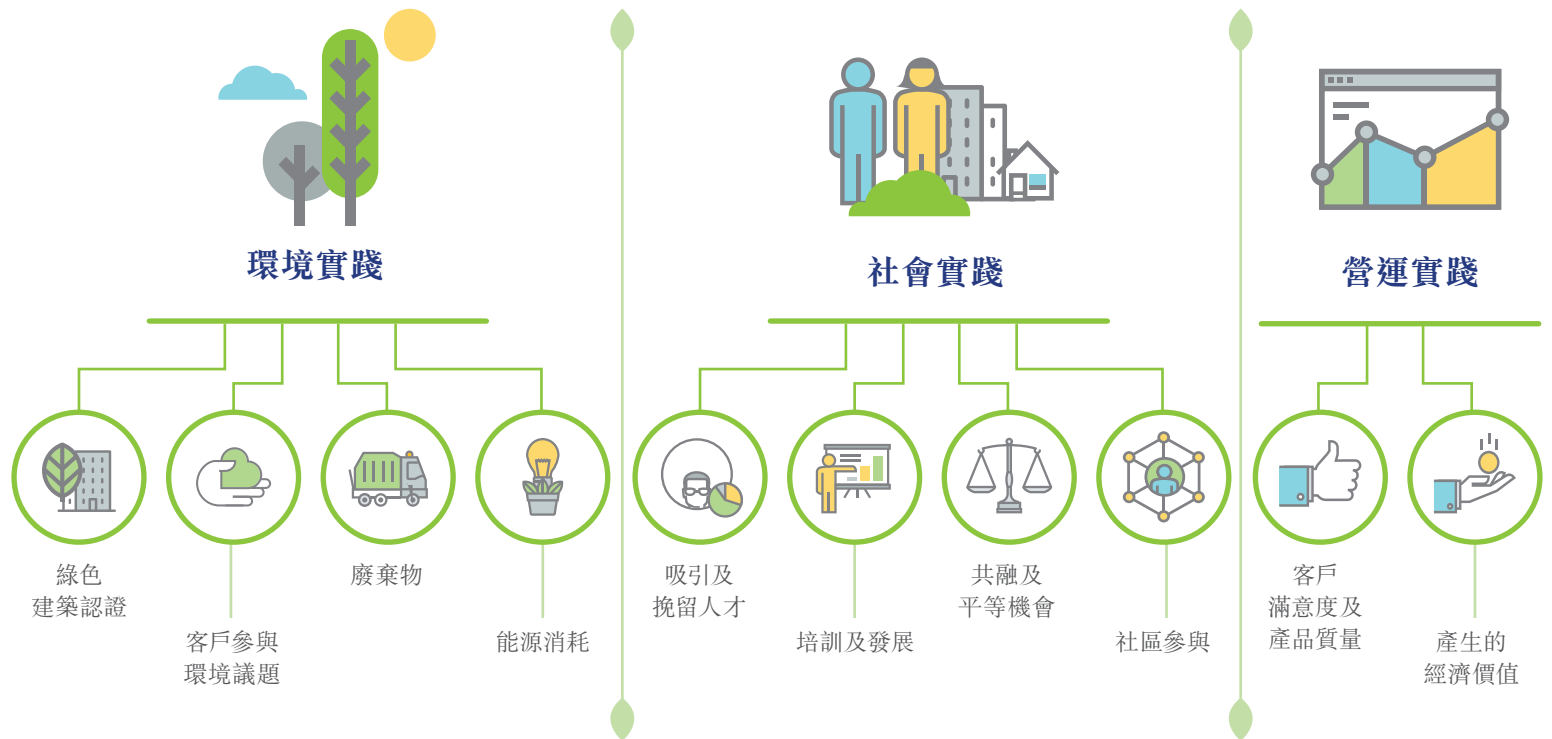 環境實踐
綠色
建築認證
客戶參與
環境議題
廢棄物
能源消耗
社會實踐
吸引及
挽留人才
培訓及發展
共融及
平等機會
社區參與
營運實踐
客戶
滿意度及
產品質量
產生的
經濟價值